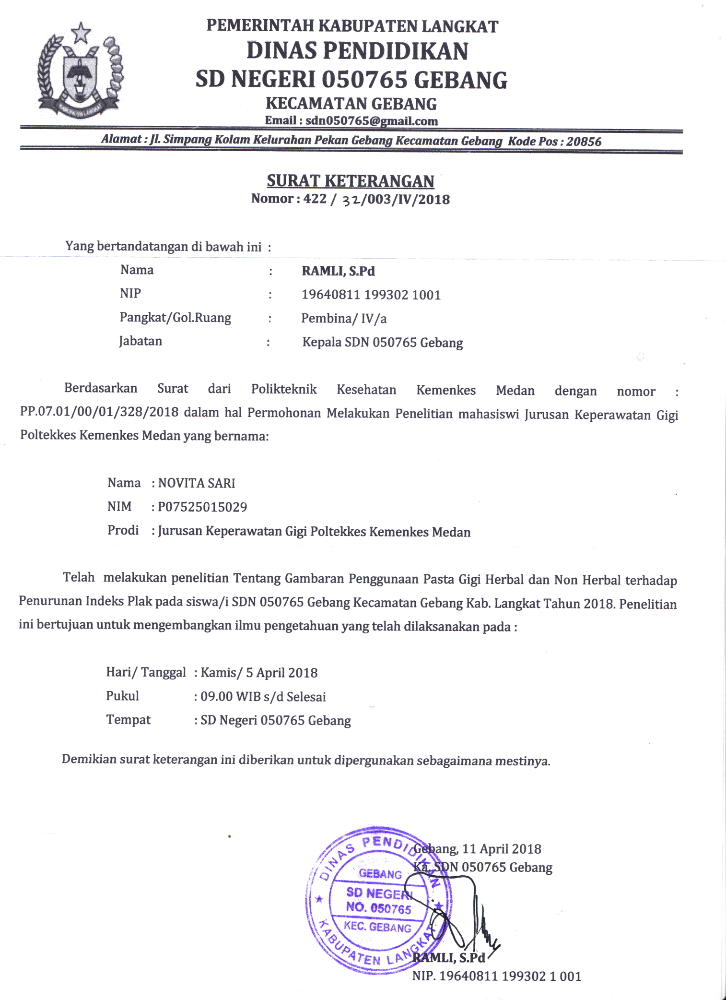 PEMERINTAH KABUPATEN LANGKAT
DINAS PENDIDIKAN
SD NEGERI 050765 GEBANG
KECAMATAN GEBANG
Email : sdn050765@gmail.com
Alamat : Jl. Simpang Kolam Kelurahan Pekan Gebang Kecamatan Gebang Kode Pos : 20856
KABUPATEN LANGKAT
SURAT KETERANGAN
Nomor : 422 / 32/003/IV/2018
Yang bertandatangan di bawah ini :
Nama : RAMLI, S.Pd
NIP : 19640811 199302 1001
Pangkat/Gol.Ruang : Pembina/ IV/a
Jabatan : Kepala SDN 050765 Gebang
Berdasarkan Surat dari Polikteknik Kesehatan Kemenkes Medan dengan nomor :
PP.07.01/00/01/328/2018 dalam hal Permohonan Melakukan Penelitian mahasiswi Jurusan Keperawatan Gigi
Poltekkes Kemenkes Medan yang bernama:
Nama : NOVITA SARI
NIM : P07525015029
Prodi : Jurusan Keperawatan Gigi Poltekkes Kemenkes Medan
Telah melakukan penelitian Tentang Gambaran Penggunaan Pasta Gigi Herbal dan Non Herbal terhadap
Penurunan Indeks Plak pada siswa/i SDN 050765 Gebang Kecamatan Gebang Kab. Langkat Tahun 2018. Penelitian
ini bertujuan untuk mengembangkan ilmu pengetahuan yang telah dilaksanakan pada :
Hari/ Tanggal : Kamis/ 5 April 2018
Pukul : 09.00 WIB s/d Selesai
Tempat : SD Negeri 050765 Gebang
Demikian surat keterangan ini diberikan untuk dipergunakan sebagaimana mestinya.
Gebang, 11 April 2018
Ka. SDN 050765 Gebang
DINAS PENDIDIKAN
GEBANG
SD NEGERI
NO. 050765
KEC. GEBANG
KABUPATEN LANGKAT
RAMLI, S.Pd
NIP. 19640811 199302 1 001